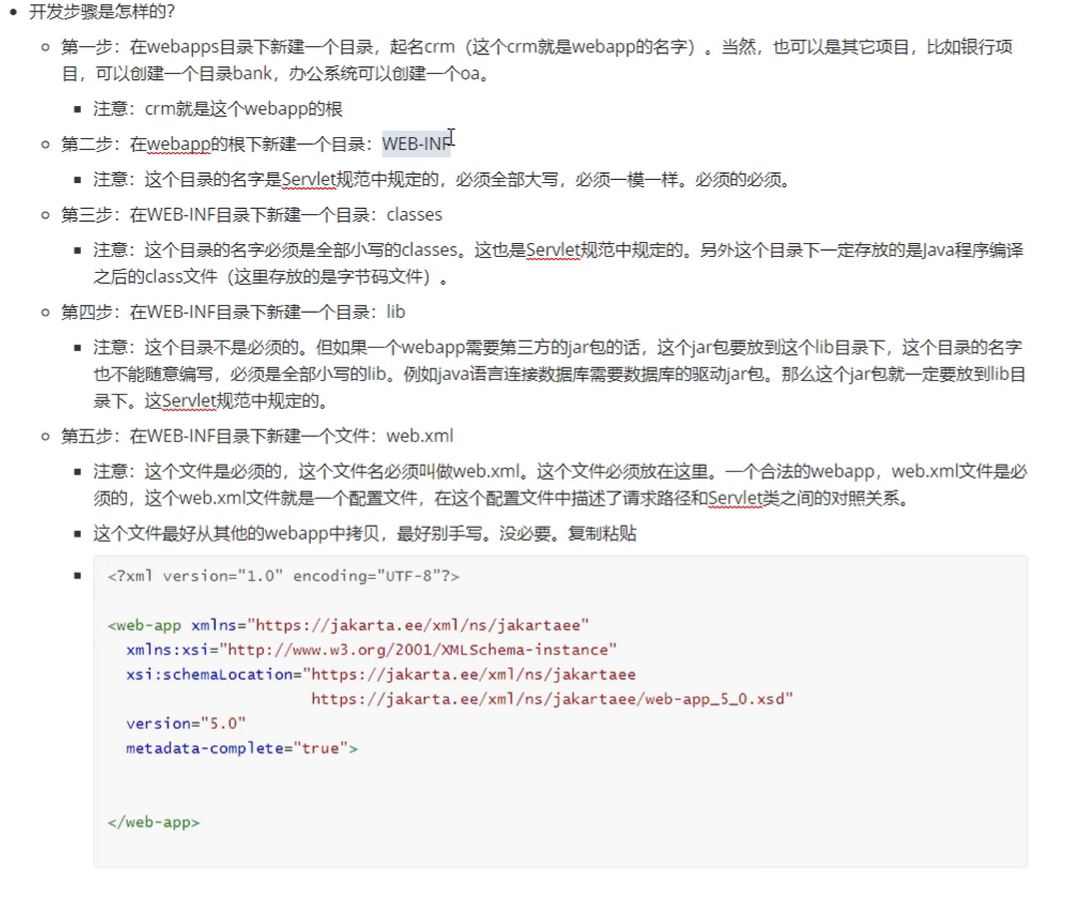 开发步骤是怎样的?
第一步：在webapps目录下新建一个目录，起名crm（这个crm就是webapp的名字）。当然，也可以是其它项目，比如银行项
目，可以创建一个目录bank，办公系统可以创建一个oa。
注意：crm就是这个webapp的根
第二步：在webapp的根下新建一个目录：WEB-INF
注意：这个目录的名字是Servlet规范中规定的，必须全部大写，必须一模一样。必须的必须。
第三步：在WEB-INF目录下新建一个目录：classes
注意：这个目录的名字必须是全部小写的classes。这也是Servlet规范中规定的。另外这个目录下一定存放的是Java程序编译
之后的class文件（这里存放的是字节码文件）。
第四步：在WEB-INF目录下新建一个目录：lib
注意：这个目录不是必须的。但如果一个webapp需要第三方的jar包的话，这个jar包要放到这个lib目录下，这个目录的名字
也不能随意编写，必须是全部小写的lib。例如java语言连接数据库需要数据库的驱动jar包。那么这个jar包就一定要放到lib目
录下。这Servlet规范中规定的。
第五步：在WEB-INF目录下新建一个文件：web.xml
注意：这个文件是必须的，这个文件名必须叫做web.xml。这个文件必须放在这里。一个合法的webapp，web.xml文件是必
须的，这个web.xml文件就是一个配置文件，在这个配置文件中描述了请求路径和Servlet类之间的对照关系。
这个文件最好从其他的webapp中拷贝，最好别手写。没必要。复制粘贴
<?xml version="1.0" encoding="UTF-8"?>
<web-app xmlns="https://jakarta.ee/xml/ns/jakartaee"
xmlns:xsi="http://www.w3.org/2001/XMLSchema-instance"
xsi:schemaLocation="https://jakarta.ee/xml/ns/jakartaee
https://jakarta.ee/xml/ns/jakartaee/web-app_5_0.xsd"
version="5.0"
metadata-complete="true">
</web-app>